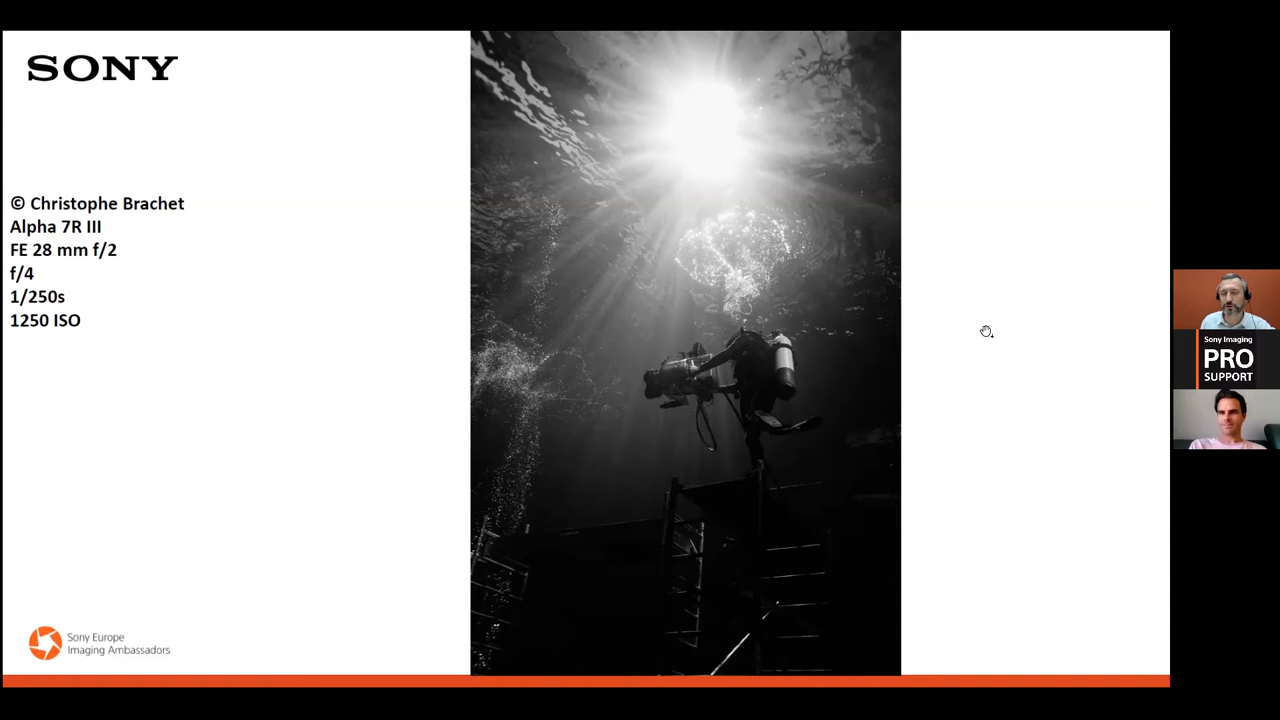 SONY
© Christophe Brachet
Alpha 7R III
FE 28 mm f/2
f/4
1/250s
1250 ISO
Sony Imaging
PRO
SUPPORT
Sony Europe
Imaging Ambassadors